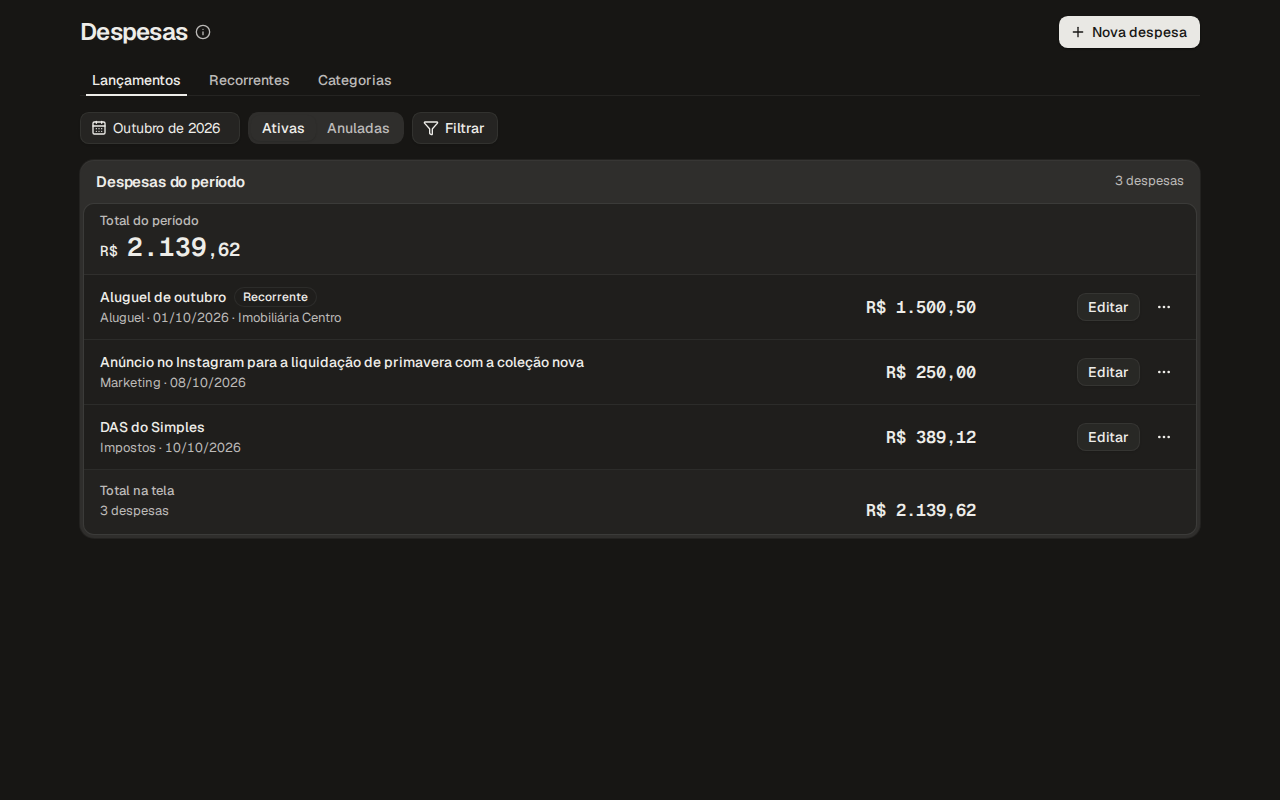 Despesas
Nova despesa
Lançamentos Recorrentes Categorias
Outubro de 2026 Ativas Anuladas Filtrar
Despesas do período 3 despesas
Total do período
R$ 2.139,62
Aluguel de outubro Recorrente
Aluguel · 01/10/2026 · Imobiliária Centro
R$ 1.500,50 Editar
Anúncio no Instagram para a liquidação de primavera com a coleção nova
Marketing · 08/10/2026
R$ 250,00 Editar
DAS do Simples
Impostos · 10/10/2026
R$ 389,12 Editar
Total na tela
3 despesas
R$ 2.139,62